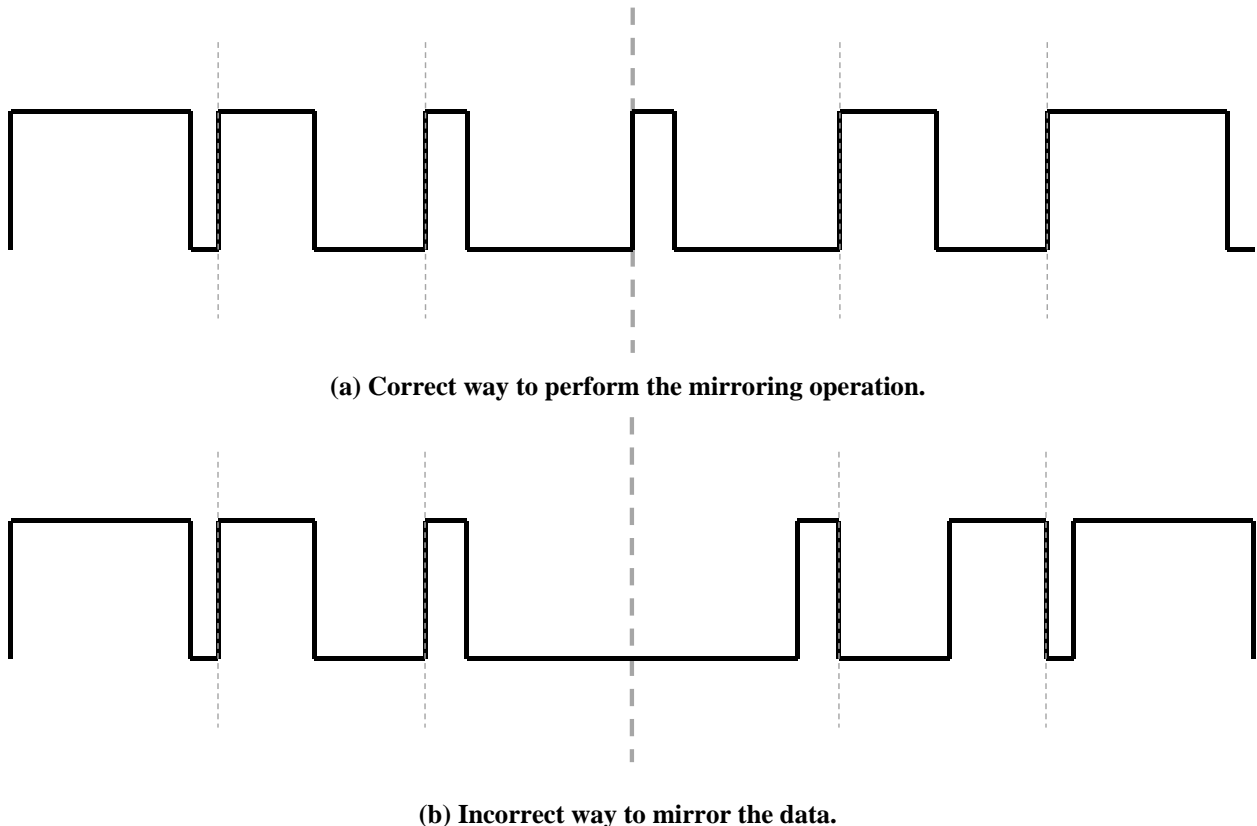 (a) Correct way to perform the mirroring operation.
(b) Incorrect way to mirror the data.